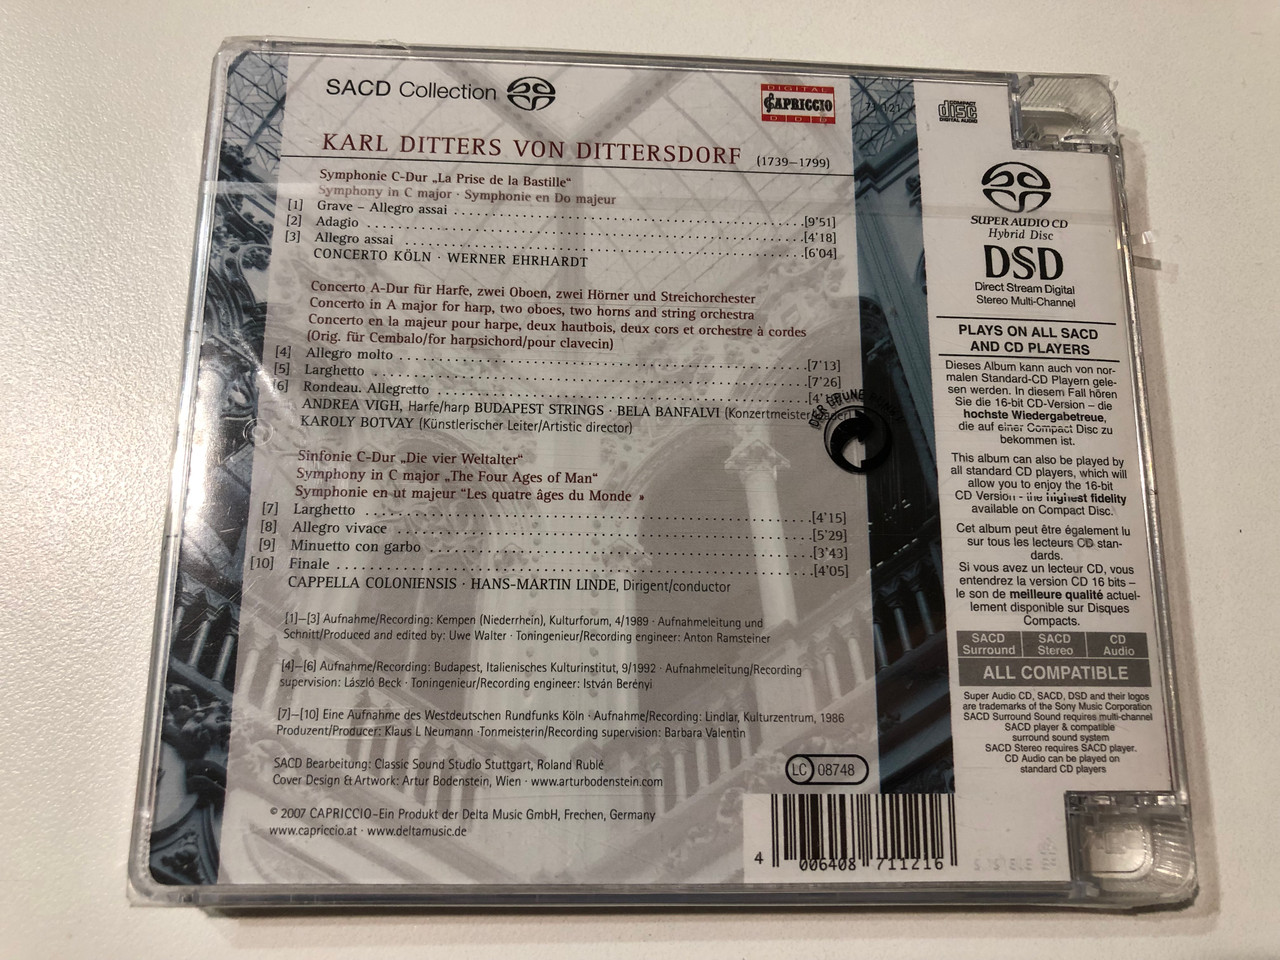 SACD Collection
DIGITAL
CAPRICCIO
DDD
71 121
COMPACT
disc
DIGITAL AUDIO
KARL DITTERS VON DITTERSDORF (1739–1799)
Symphonie C-Dur „La Prise de la Bastille“
Symphony in C major · Symphonie en Do majeur
[1] Grave – Allegro assai [9'51]
[2] Adagio [4'18]
[3] Allegro assai [6'04]
CONCERTO KÖLN · WERNER EHRHARDT
Concerto A-Dur für Harfe, zwei Oboen, zwei Hörner und Streichorchester
Concerto in A major for harp, two oboes, two horns and string orchestra
Concerto en la majeur pour harpe, deux hautbois, deux cors et orchestre à cordes
(Orig. für Cembalo/for harpsichord/pour clavecin)
[4] Allegro molto [7'13]
[5] Larghetto [7'26]
[6] Rondeau. Allegretto
ANDREA VIGH, Harfe/harp BUDAPEST STRINGS · BELA BANFALVI (Konzertmeister
KAROLY BOTVAY (Künstlerischer Leiter/Artistic director)
DER GRÜNE PUNKT
Sinfonie C-Dur „Die vier Weltalter“
Symphony in C major „The Four Ages of Man“
Symphonie en ut majeur “Les quatre âges du Monde »
[7] Larghetto [4'15]
[8] Allegro vivace [5'29]
[9] Minuetto con garbo [3'43]
[10] Finale [4'05]
CAPPELLA COLONIENSIS · HANS-MARTIN LINDE, Dirigent/conductor
[1]–[3] Aufnahme/Recording: Kempen (Niederrhein), Kulturforum, 4/1989 · Aufnahmeleitung und
Schnitt/Produced and edited by: Uwe Walter · Toningenieur/Recording engineer: Anton Ramsteiner
[4]–[6] Aufnahme/Recording: Budapest, Italienisches Kulturinstitut, 9/1992 · Aufnahmeleitung/Recording
supervision: László Beck · Toningenieur/Recording engineer: István Berényi
[7]–[10] Eine Aufnahme des Westdeutschen Rundfunks Köln · Aufnahme/Recording: Lindlar, Kulturzentrum, 1986
Produzent/Producer: Klaus L Neumann · Tonmeisterin/Recording supervision: Barbara Valentin
SACD Bearbeitung: Classic Sound Studio Stuttgart, Roland Rublé
Cover Design & Artwork: Artur Bodenstein, Wien · www.arturbodenstein.com
LC 08748
© 2007 CAPRICCIO–Ein Produkt der Delta Music GmbH, Frechen, Germany
www.capriccio.at · www.deltamusic.de
4 006408 711216
SUPER AUDIO CD
Hybrid Disc
DSD
Direct Stream Digital
Stereo Multi-Channel
PLAYS ON ALL SACD
AND CD PLAYERS
Dieses Album kann auch von nor-
malen Standard-CD Playern gele-
sen werden. In diesem Fall hören
Sie die 16-bit CD-Version – die
hochste Wiedergabetreue,
die auf einer Compact Disc zu
bekommen ist.
This album can also be played by
all standard CD players, which will
allow you to enjoy the 16-bit
CD Version - the highest fidelity
available on Compact Disc.
Cet album peut être également lu
sur tous les lecteurs CD stan-
dards.
Si vous avez un lecteur CD, vous
entendrez la version CD 16 bits –
le son de meilleure qualité actuel-
lement disponible sur Disques
Compacts.
SACD Surround SACD Stereo CD Audio
ALL COMPATIBLE
Super Audio CD, SACD, DSD and their logos
are trademarks of the Sony Music Corporation
SACD Surround Sound requires multi-channel
SACD player & compatible
surround sound system
SACD Stereo requires SACD player.
CD Audio can be played on
standard CD players